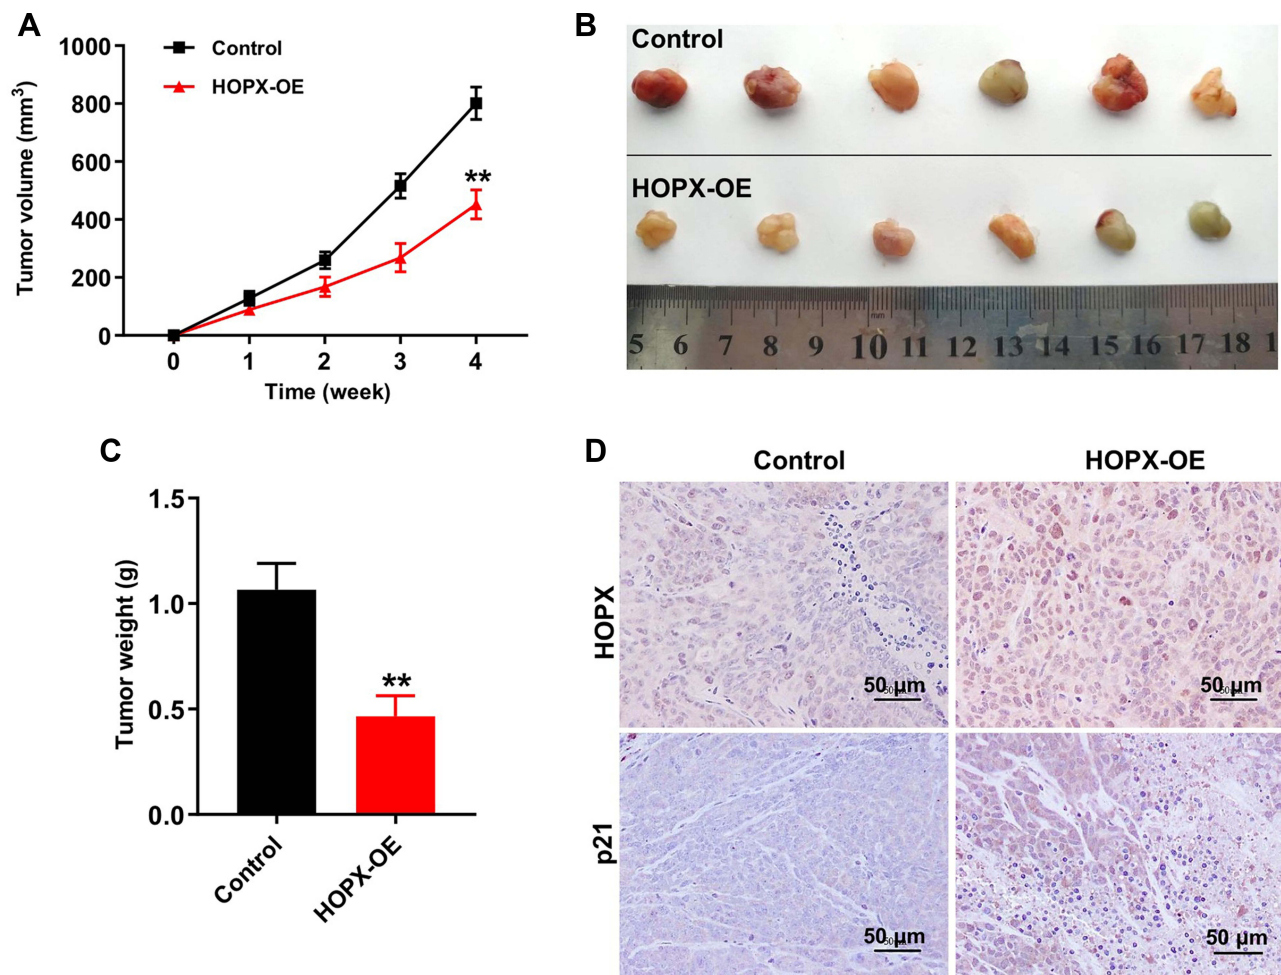 A
Tumor volume (mm³)
1000
800
600
400
200
0
Control
HOPX-OE
**
0 1 2 3 4
Time (week)
B
Control
HOPX-OE
mm
5 6 7 8 9 10 11 12 13 14 15 16 17 18 1
C
Tumor weight (g)
1.5
1.0
0.5
0.0
**
Control
HOPX-OE
D
Control HOPX-OE
HOPX
50 µm 50 µm
p21
50 µm 50 µm